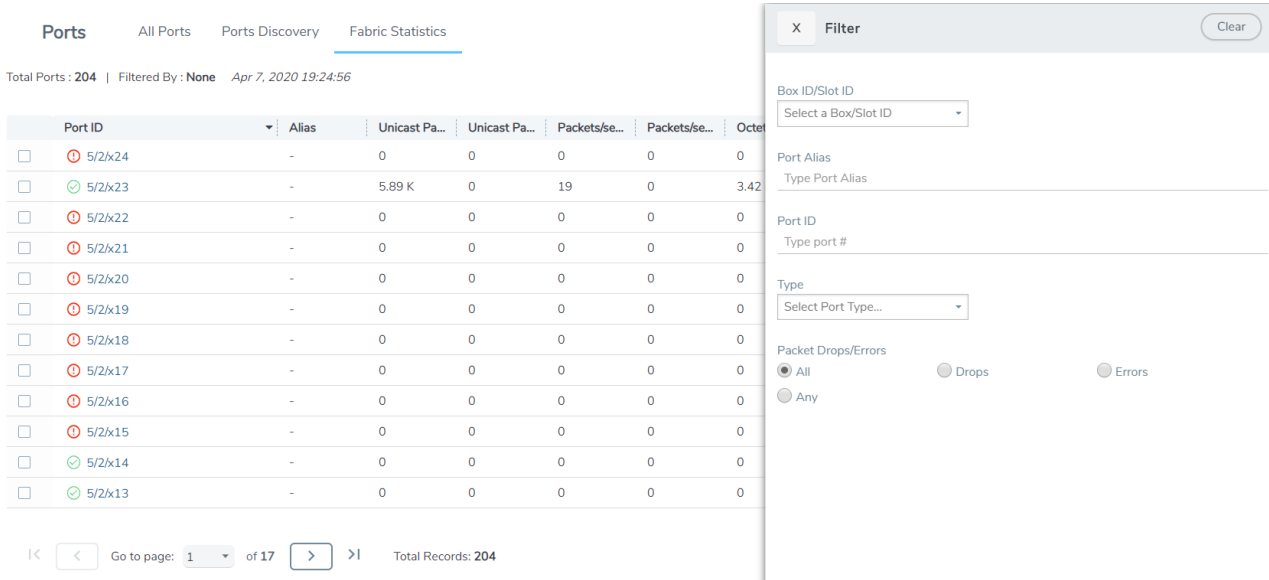 Ports All Ports Ports Discovery Fabric Statistics
Total Ports : 204 | Filtered By : None Apr 7, 2020 19:24:56
Port ID Alias Unicast Pa... Unicast Pa... Packets/se... Packets/se... Octet
5/2/x24 - 0 0 0 0 0
5/2/x23 - 5.89 K 0 19 0 3.42
5/2/x22 - 0 0 0 0 0
5/2/x21 - 0 0 0 0 0
5/2/x20 - 0 0 0 0 0
5/2/x19 - 0 0 0 0 0
5/2/x18 - 0 0 0 0 0
5/2/x17 - 0 0 0 0 0
5/2/x16 - 0 0 0 0 0
5/2/x15 - 0 0 0 0 0
5/2/x14 - 0 0 0 0 0
5/2/x13 - 0 0 0 0 0
Go to page: 1 of 17 Total Records: 204
X Filter Clear
Box ID/Slot ID
Select a Box/Slot ID
Port Alias
Type Port Alias
Port ID
Type port #
Type
Select Port Type...
Packet Drops/Errors
All Drops Errors
Any